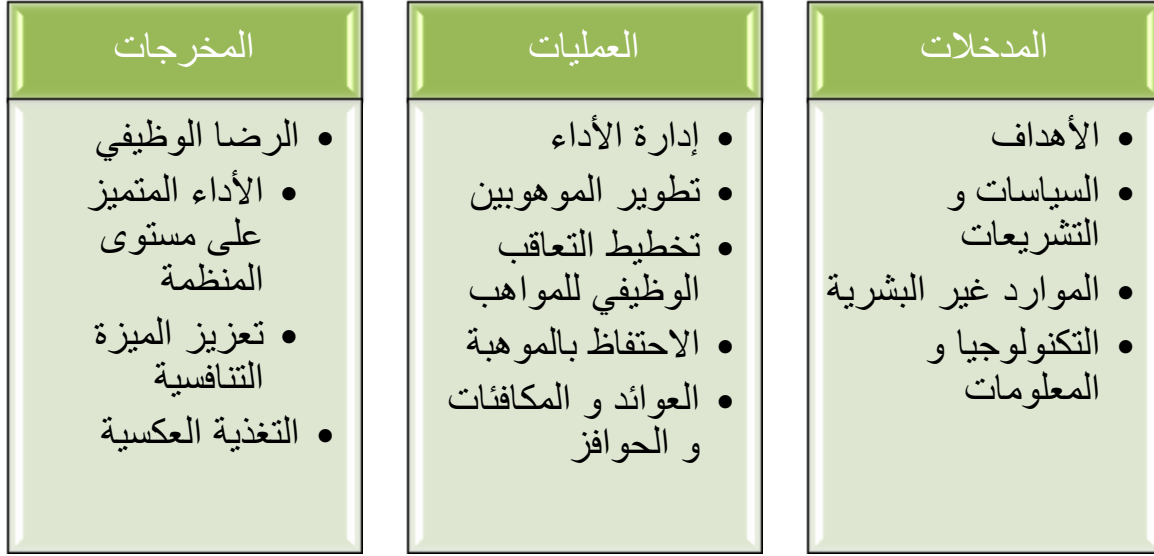 المدخلات
• الأهداف
• السياسات و
التشريعات
• الموارد غير البشرية
• التكنولوجيا و
المعلومات
العمليات
• إدارة الأداء
• تطوير الموهوبين
• تخطيط التعاقب
الوظيفي للمواهب
• الاحتفاظ بالموهبة
• العوائد و المكافئات
و الحوافز
المخرجات
• الرضا الوظيفي
• الأداء المتميز
على مستوى
المنظمة
• تعزيز الميزة
التنافسية
• التغذية العكسية